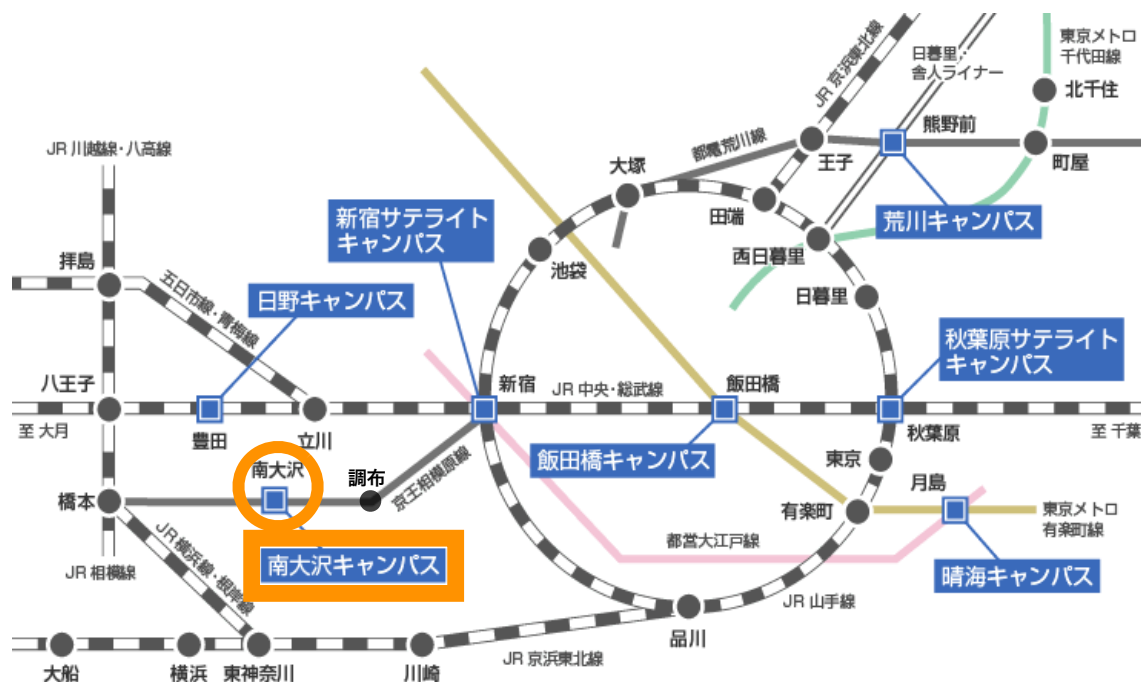 JR 京浜東北線
日暮里・
舎人ライナー
東京メトロ
千代田線
北千住
熊野前
町屋
王子
都電荒川線
大塚
田端
荒川キャンパス
西日暮里
JR 川越線・八高線
新宿サテライト
キャンパス
池袋
日暮里
拝島
五日市線・青梅線
日野キャンパス
秋葉原サテライト
キャンパス
八王子
新宿
JR 中央・総武線
飯田橋
至 大月
豊田
立川
秋葉原
至 千葉
飯田橋キャンパス
東京
南大沢
調布
京王相模原線
月島
橋本
有楽町
東京メトロ
有楽町線
JR 横浜線・根岸線
都営大江戸線
JR 相模線
南大沢キャンパス
晴海キャンパス
JR 山手線
品川
JR 京浜東北線
大船
横浜
東神奈川
川崎